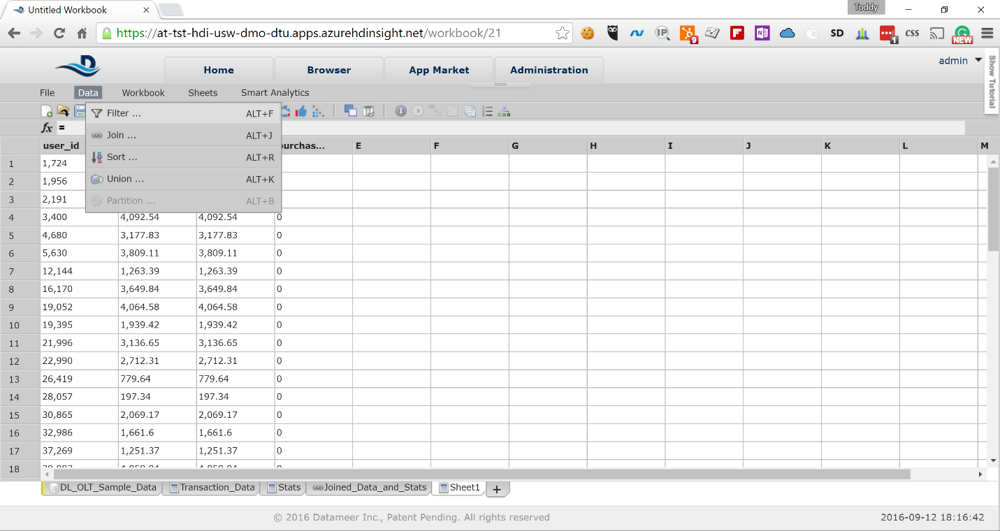 Untitled Workbook
Toddy
https://at-tst-hdi-usw-dmo-dtu.apps.azurehdinsight.net/workbook/21
IP 9 F N SD 1 CSS NEW
Home Browser App Market Administration
admin
Show Tutorial
File Data Workbook Sheets Smart Analytics
Filter ... ALT+F
fx =
Join ... ALT+J
user_id purchas... E F G H I J K L M
Sort ... ALT+R
1 1,724
2 1,956
Union ... ALT+K
3 2,191
Partition ... ALT+B
4 3,400 4,092.54 4,092.54 0
5 4,680 3,177.83 3,177.83 0
6 5,630 3,809.11 3,809.11 0
7 12,144 1,263.39 1,263.39 0
8 16,170 3,649.84 3,649.84 0
9 19,052 4,064.58 4,064.58 0
10 19,395 1,939.42 1,939.42 0
11 21,996 3,136.65 3,136.65 0
12 22,990 2,712.31 2,712.31 0
13 26,419 779.64 779.64 0
14 28,057 197.34 197.34 0
15 30,865 2,069.17 2,069.17 0
16 32,986 1,661.6 1,661.6 0
17 37,269 1,251.37 1,251.37 0
18
DL_OLT_Sample_Data Transaction_Data Stats Joined_Data_and_Stats Sheet1 +
© 2016 Datameer Inc., Patent Pending. All rights reserved
2016-09-12 18:16:42